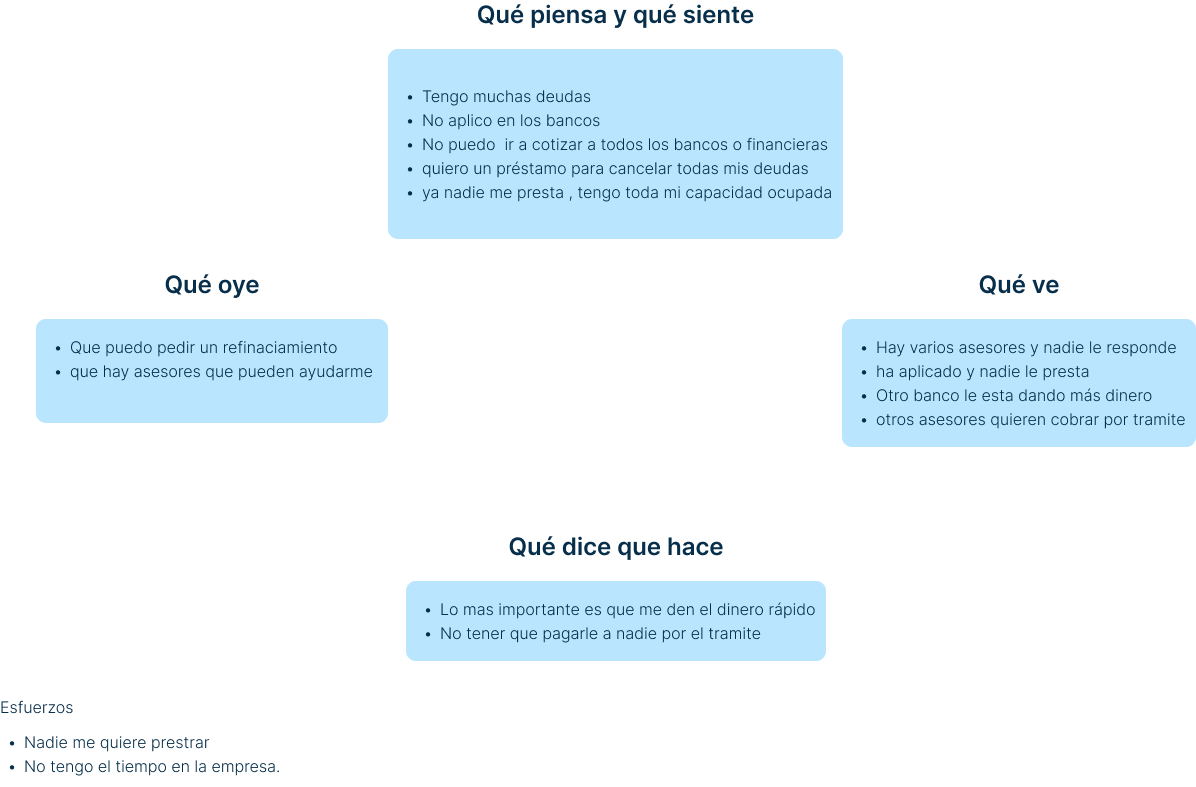 Qué piensa y qué siente
• Tengo muchas deudas
• No aplico en los bancos
• No puedo  ir a cotizar a todos los bancos o financieras
• quiero un préstamo para cancelar todas mis deudas
• ya nadie me presta , tengo toda mi capacidad ocupada
Qué oye
• Que puedo pedir un refinaciamiento
• que hay asesores que pueden ayudarme
Qué ve
• Hay varios asesores y nadie le responde
• ha aplicado y nadie le presta
• Otro banco le esta dando más dinero
• otros asesores quieren cobrar por tramite
Qué dice que hace
• Lo mas importante es que me den el dinero rápido
• No tener que pagarle a nadie por el tramite
Esfuerzos
• Nadie me quiere prestrar
• No tengo el tiempo en la empresa.